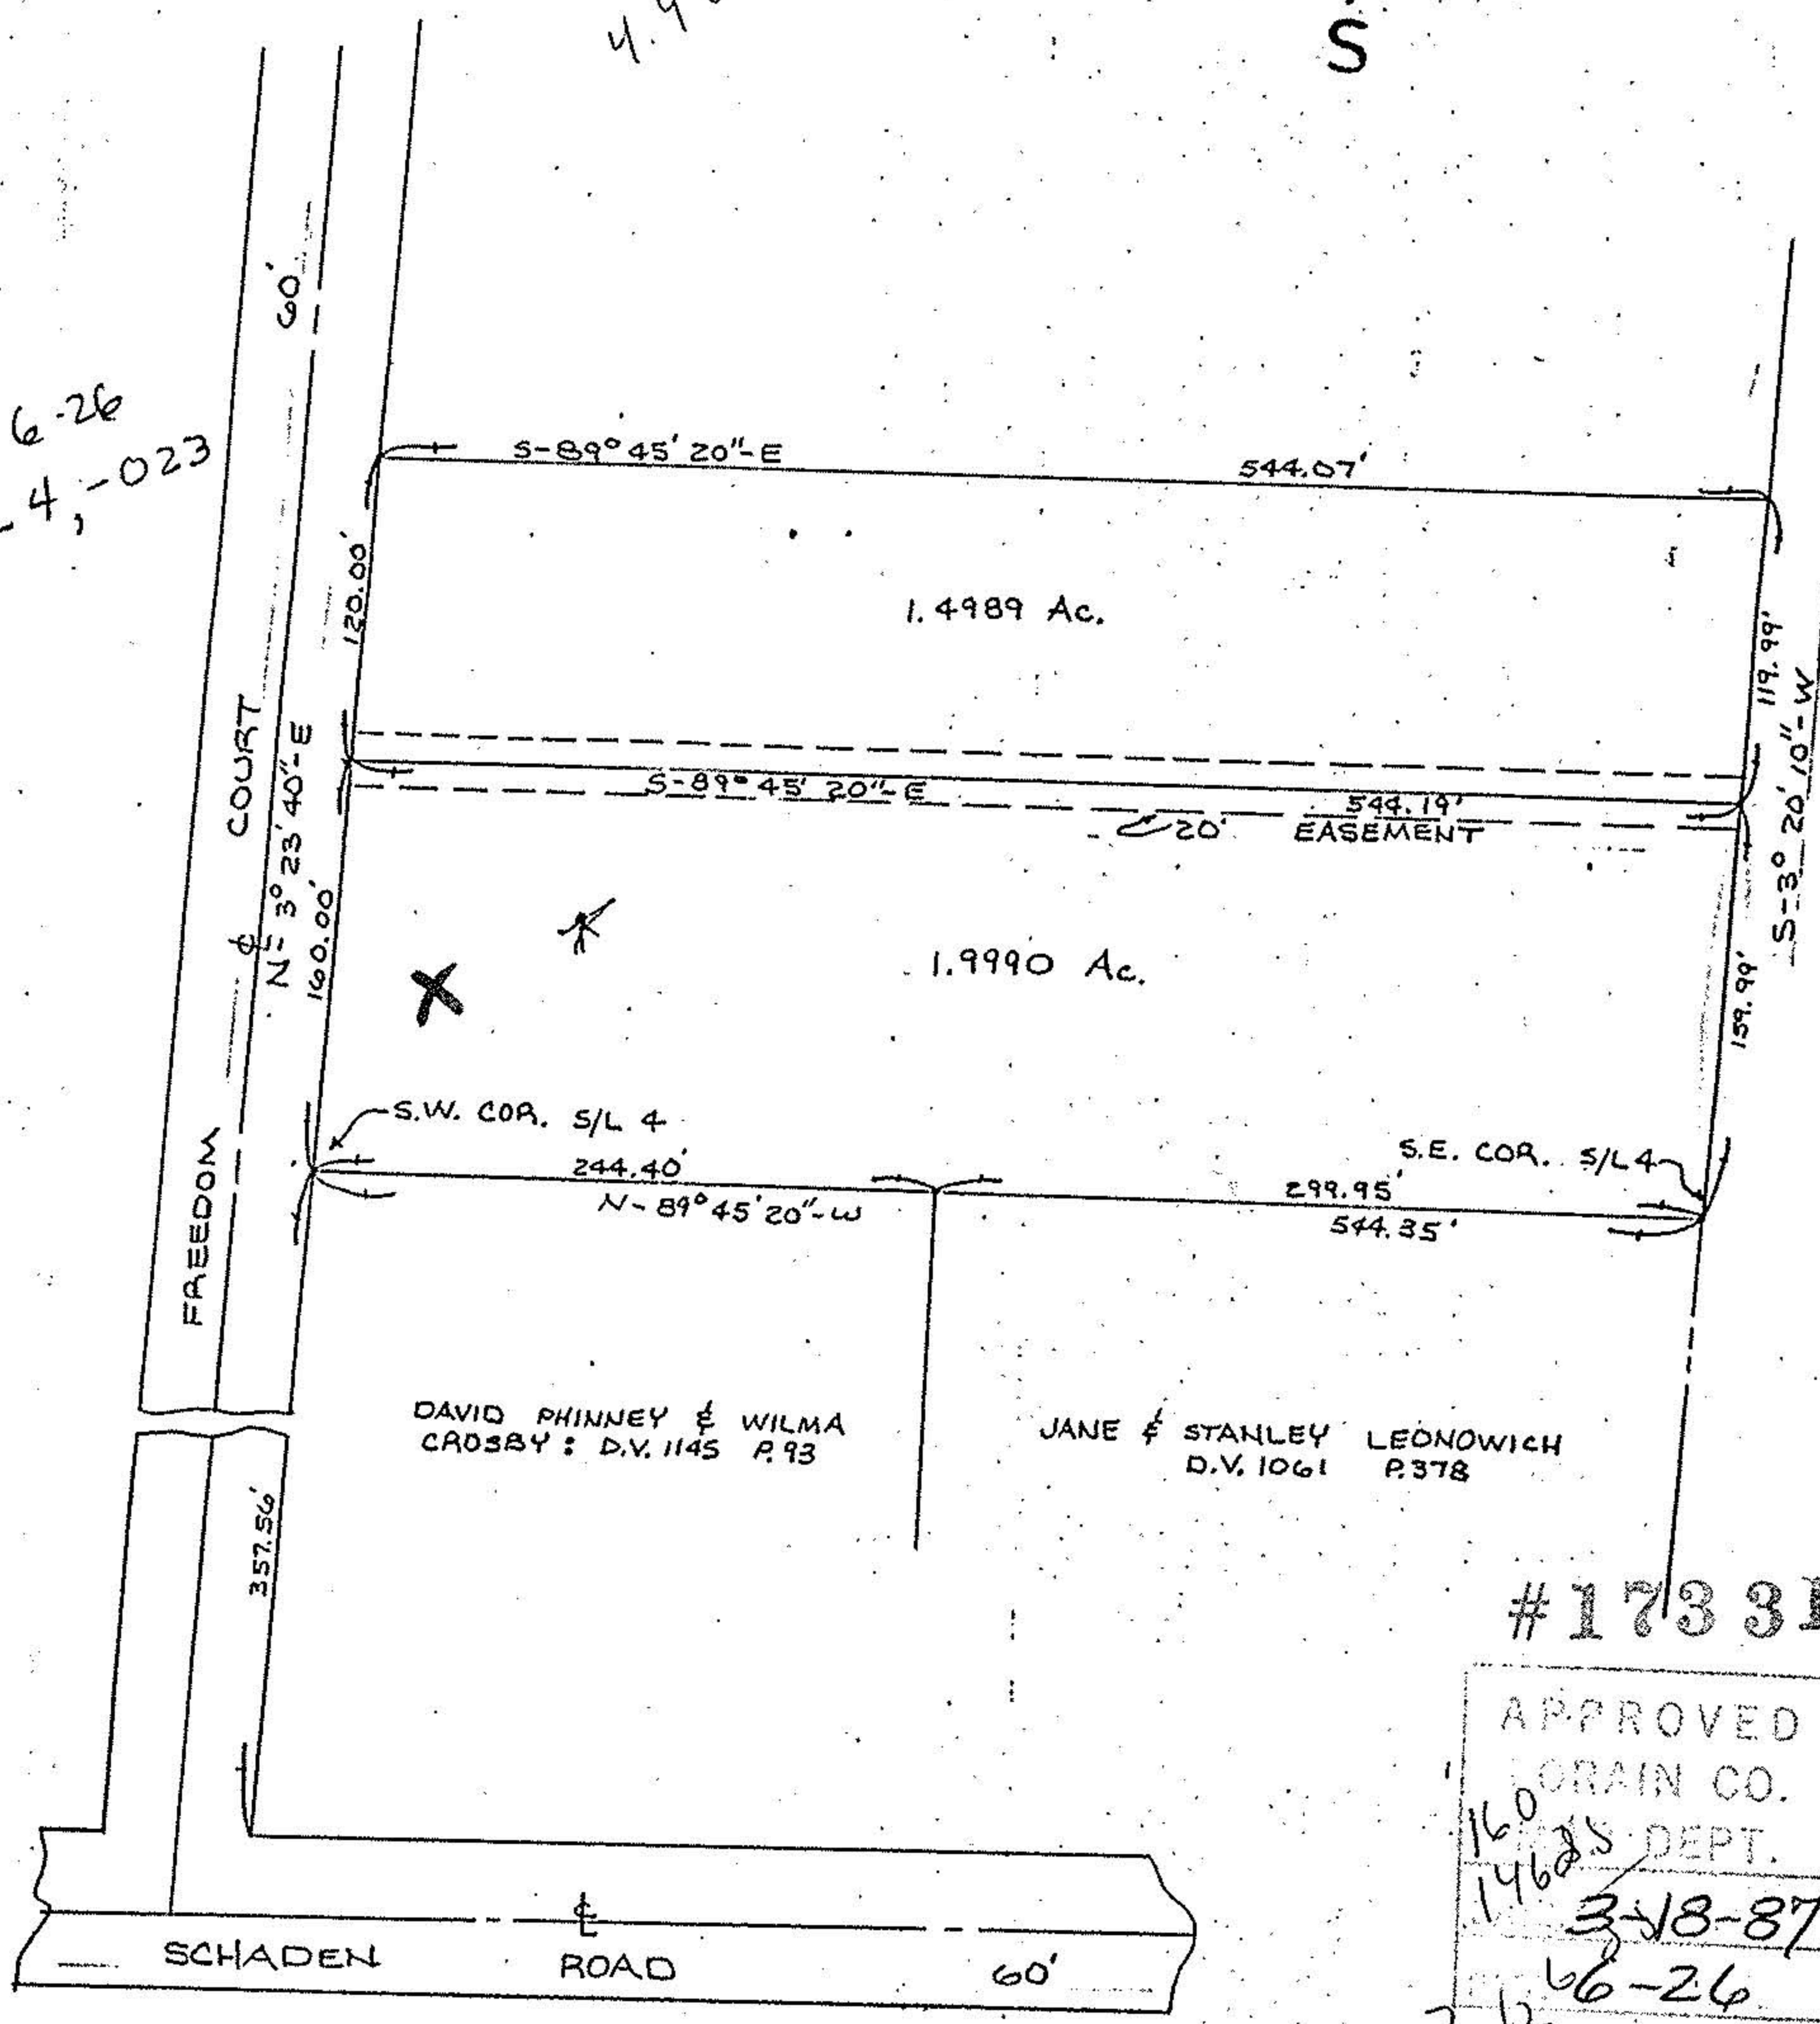 S
60'
6-26
4, -023
S-89° 45' 20"-E
544.07'
120.00'
1.4989 Ac.
119.99'
S-3° 20' 10"-W
COURT
N-3° 23' 40"-E
S-89° 45' 20"-E
544.19'
20'
EASEMENT
160.00'
X
1.9990 Ac.
159.99'
S.W. COR. S/L 4
S.E. COR. S/L 4
244.40'
299.95'
N-89° 45' 20"-W
544.35'
FREEDOM
DAVID PHINNEY & WILMA
CROSBY: D.V. 1145 P. 93
JANE & STANLEY LEONOWICH
D.V. 1061 P. 378
357.56'
#1733
APPROVED
LORAIN CO.
160
DEPT.
3-18-87
6-26
SCHADEN ROAD 60'